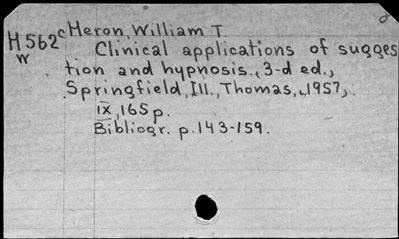 H562c Heron, William T.
w Clinical applications of sugges
tion and hypnosis., 3-d ed.,
Springfield, Ill., Thomas, 1957,
IX, 165 p.
Bibliogr. p. 143-159.